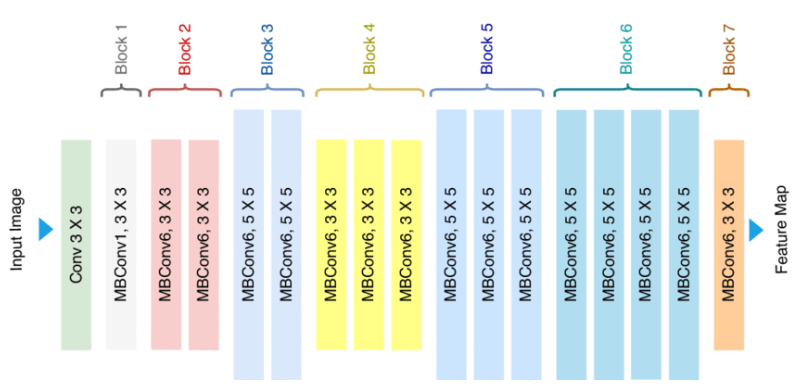 Block 1
Block 2
Block 3
Block 4
Block 5
Block 6
Block 7
Input Image
Conv 3 X 3
MBConv1, 3 X 3
MBConv6, 3 X 3
MBConv6, 3 X 3
MBConv6, 5 X 5
MBConv6, 5 X 5
MBConv6, 3 X 3
MBConv6, 3 X 3
MBConv6, 3 X 3
MBConv6, 5 X 5
MBConv6, 5 X 5
MBConv6, 5 X 5
MBConv6, 5 X 5
MBConv6, 5 X 5
MBConv6, 5 X 5
MBConv6, 5 X 5
MBConv6, 3 X 3
Feature Map